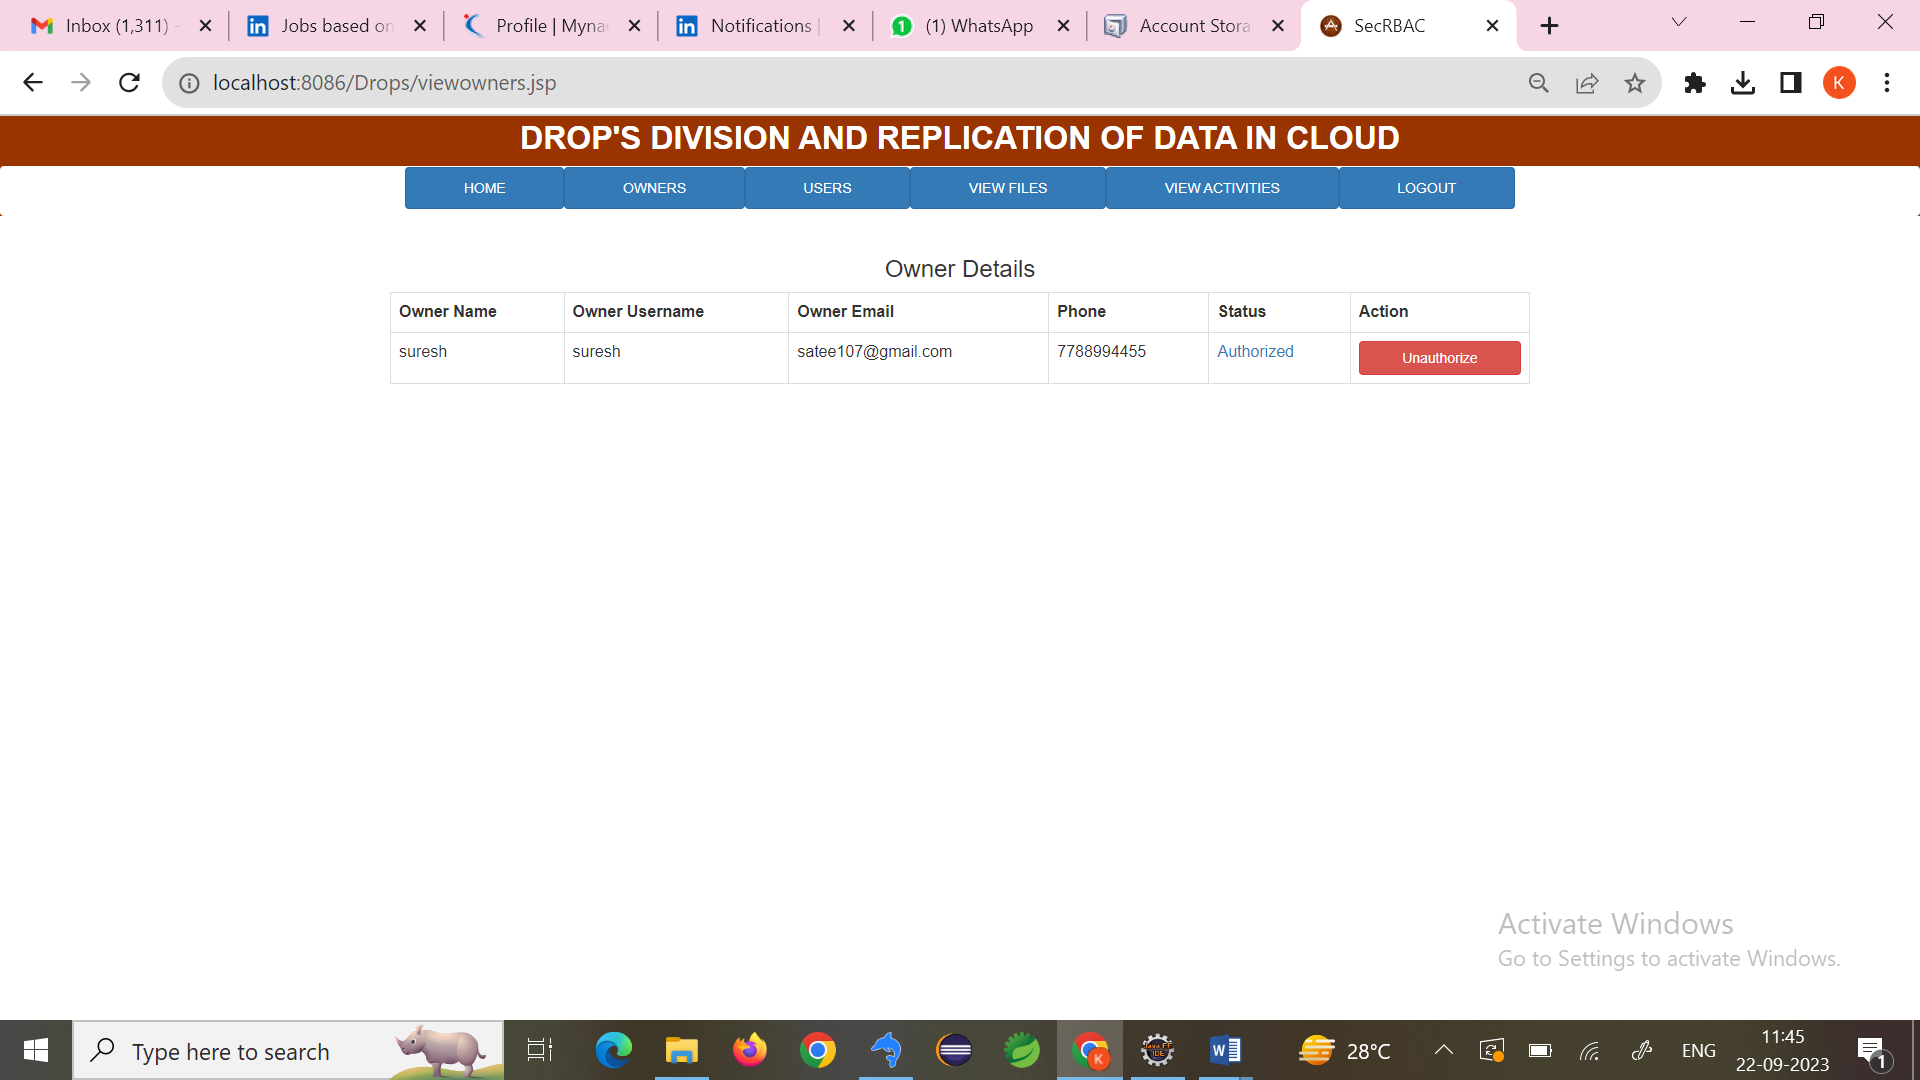 Inbox (1,311) -
Jobs based on
Profile | Mynau
Notifications |
(1) WhatsApp
Account Stora
SecRBAC
localhost:8086/Drops/viewowners.jsp
K
DROP'S DIVISION AND REPLICATION OF DATA IN CLOUD
HOME OWNERS USERS VIEW FILES VIEW ACTIVITIES LOGOUT
Owner Details
Owner Name Owner Username Owner Email Phone Status Action
suresh suresh satee107@gmail.com 7788994455 Authorized Unauthorize
Activate Windows
Go to Settings to activate Windows.
Type here to search
28°C
ENG
11:45
22-09-2023
1